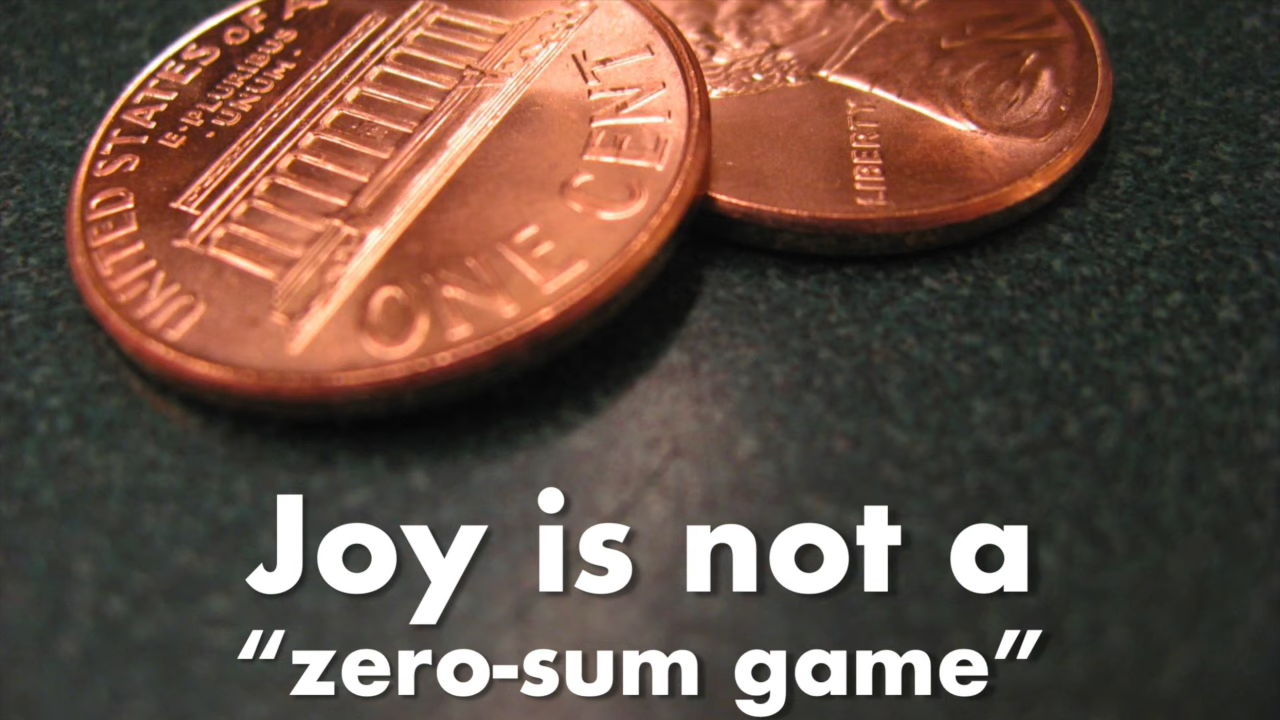 UNITED STATES OF A
E·PLURIBUS
·UNUM·
ONE CENT
LIBERTY
Joy is not a
“zero-sum game”